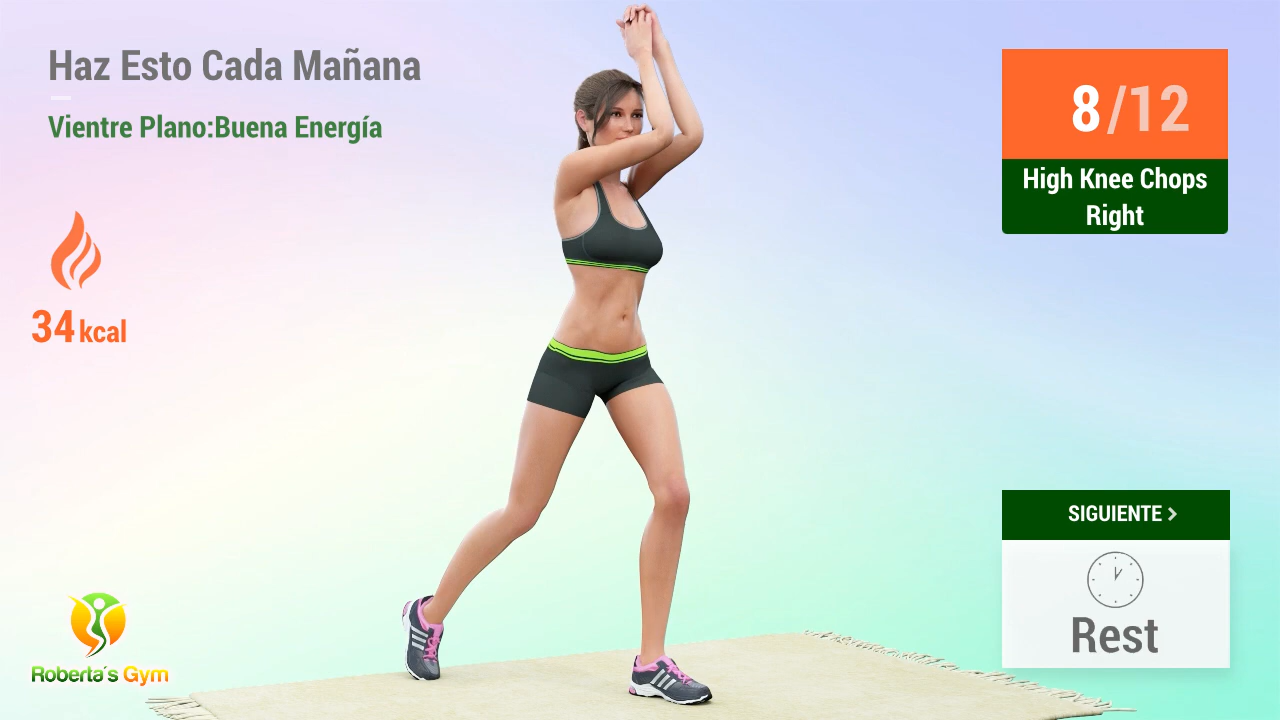 Haz Esto Cada Mañana
Vientre Plano:Buena Energía
8/12
High Knee Chops
Right
34 kcal
SIGUIENTE >
Rest
Roberta´s Gym